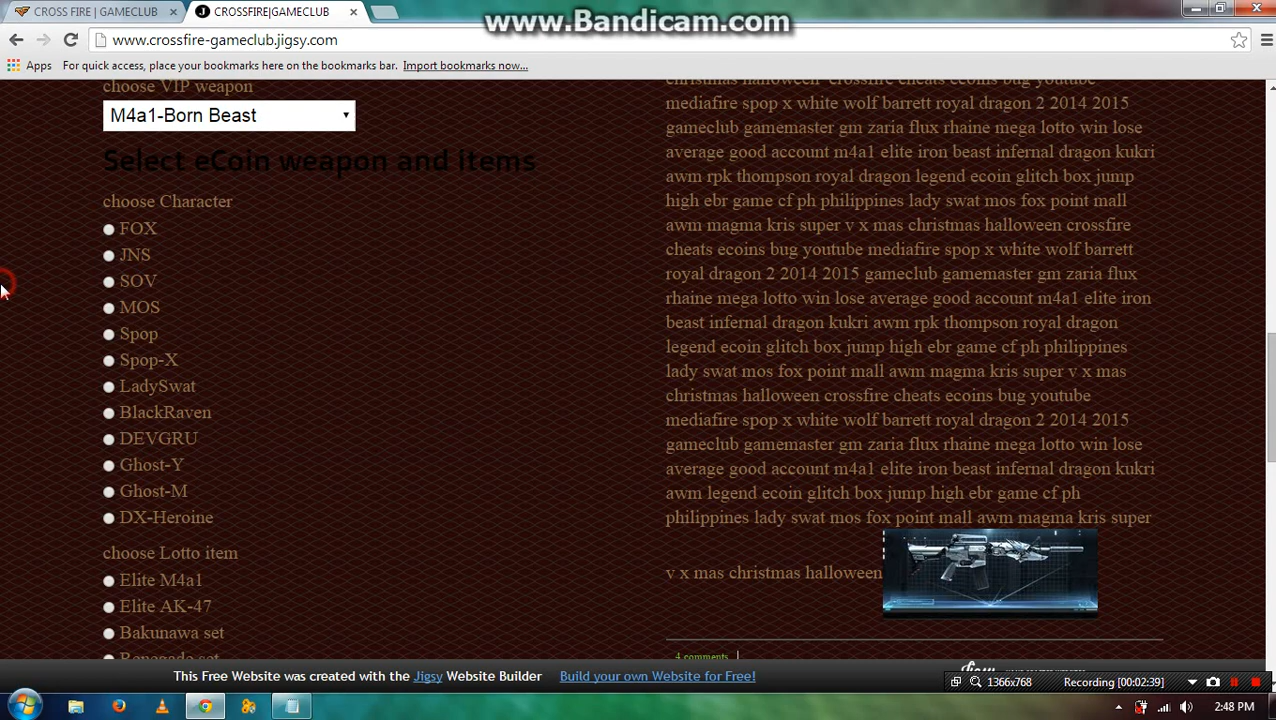 CROSS FIRE | GAMECLUB
CROSSFIRE|GAMECLUB
www.Bandicam.com
www.crossfire-gameclub.jigsy.com
Apps For quick access, place your bookmarks here on the bookmarks bar. Import bookmarks now...
choose VIP weapon
M4a1-Born Beast
Select eCoin weapon and items
choose Character
FOX
JNS
SOV
MOS
Spop
Spop-X
LadySwat
BlackRaven
DEVGRU
Ghost-Y
Ghost-M
DX-Heroine
choose Lotto item
Elite M4a1
Elite AK-47
Bakunawa set
Renegade set
christmas halloween crossfire cheats ecoins bug youtube
mediafire spop x white wolf barrett royal dragon 2 2014 2015
gameclub gamemaster gm zaria flux rhaine mega lotto win lose
average good account m4a1 elite iron beast infernal dragon kukri
awm rpk thompson royal dragon legend ecoin glitch box jump
high ebr game cf ph philippines lady swat mos fox point mall
awm magma kris super v x mas christmas halloween crossfire
cheats ecoins bug youtube mediafire spop x white wolf barrett
royal dragon 2 2014 2015 gameclub gamemaster gm zaria flux
rhaine mega lotto win lose average good account m4a1 elite iron
beast infernal dragon kukri awm rpk thompson royal dragon
legend ecoin glitch box jump high ebr game cf ph philippines
lady swat mos fox point mall awm magma kris super v x mas
christmas halloween crossfire cheats ecoins bug youtube
mediafire spop x white wolf barrett royal dragon 2 2014 2015
gameclub gamemaster gm zaria flux rhaine mega lotto win lose
average good account m4a1 elite iron beast infernal dragon kukri
awm legend ecoin glitch box jump high ebr game cf ph
philippines lady swat mos fox point mall awm magma kris super
v x mas christmas halloween
4 comments
This Free Website was created with the Jigsy Website Builder Build your own Website for Free!
Jigsy
1366x768 Recording [00:02:39]
2:48 PM